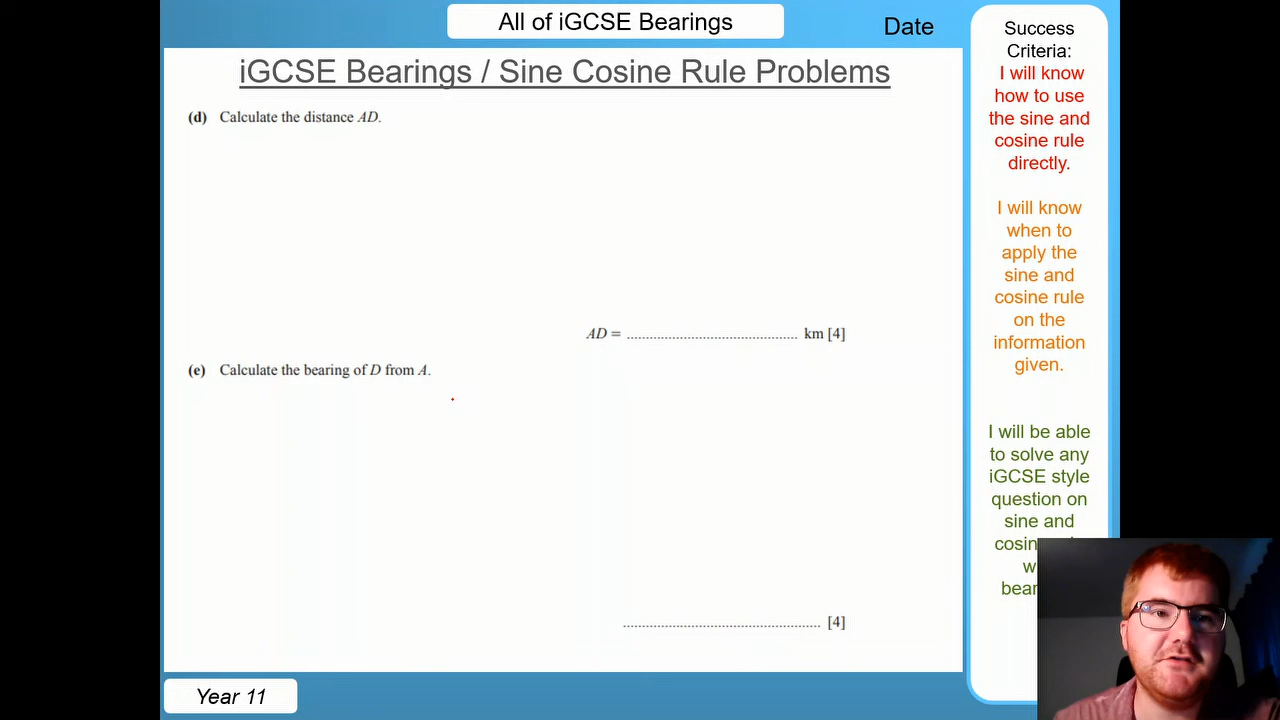 All of iGCSE Bearings
Date
iGCSE Bearings / Sine Cosine Rule Problems
(d) Calculate the distance AD.
AD = ............................................. km [4]
(e) Calculate the bearing of D from A.
.................................................... [4]
Year 11
Success
Criteria:
I will know
how to use
the sine and
cosine rule
directly.
I will know
when to
apply the
sine and
cosine rule
on the
information
given.
I will be able
to solve any
iGCSE style
question on
sine and